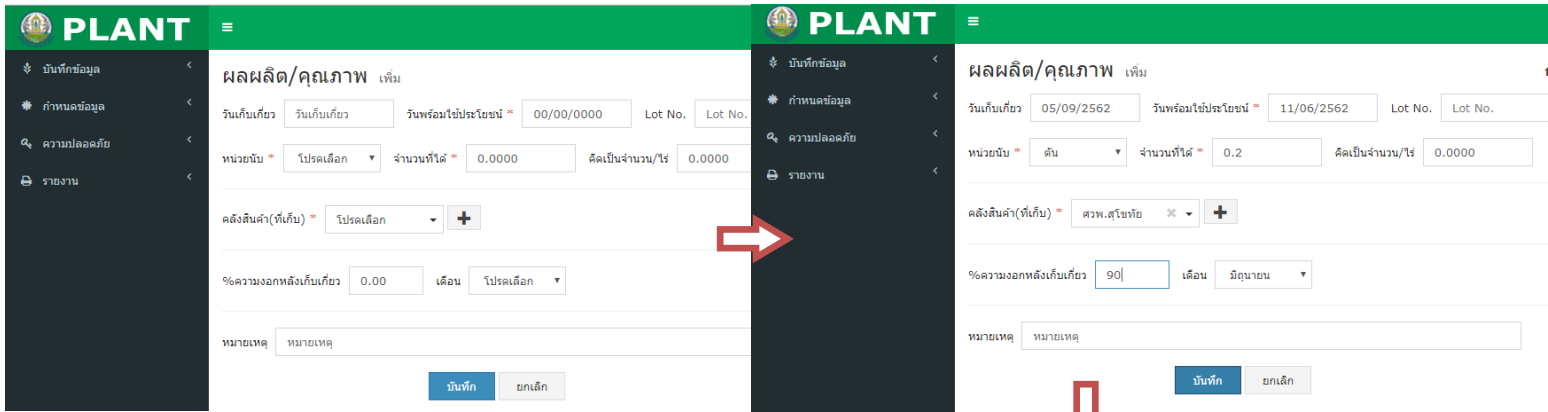 PLANT
บันทึกข้อมูล
กำหนดข้อมูล
ความปลอดภัย
รายงาน
ผลผลิต/คุณภาพ เพิ่ม
วันเก็บเกี่ยว วันเก็บเกี่ยว วันพร้อมใช้ประโยชน์ * 00/00/0000 Lot No. Lot No.
หน่วยนับ * โปรดเลือก จำนวนที่ได้ * 0.0000 คิดเป็นจำนวน/ไร่ 0.0000
คลังสินค้า(ที่เก็บ) * โปรดเลือก
%ความงอกหลังเก็บเกี่ยว 0.00 เดือน โปรดเลือก
หมายเหตุ หมายเหตุ
บันทึก ยกเลิก
PLANT
บันทึกข้อมูล
กำหนดข้อมูล
ความปลอดภัย
รายงาน
ผลผลิต/คุณภาพ เพิ่ม
วันเก็บเกี่ยว 05/09/2562 วันพร้อมใช้ประโยชน์ * 11/06/2562 Lot No. Lot No.
หน่วยนับ * ตัน จำนวนที่ได้ * 0.2 คิดเป็นจำนวน/ไร่ 0.0000
คลังสินค้า(ที่เก็บ) * ศวพ.สุโขทัย
%ความงอกหลังเก็บเกี่ยว 90 เดือน มิถุนายน
หมายเหตุ หมายเหตุ
บันทึก ยกเลิก